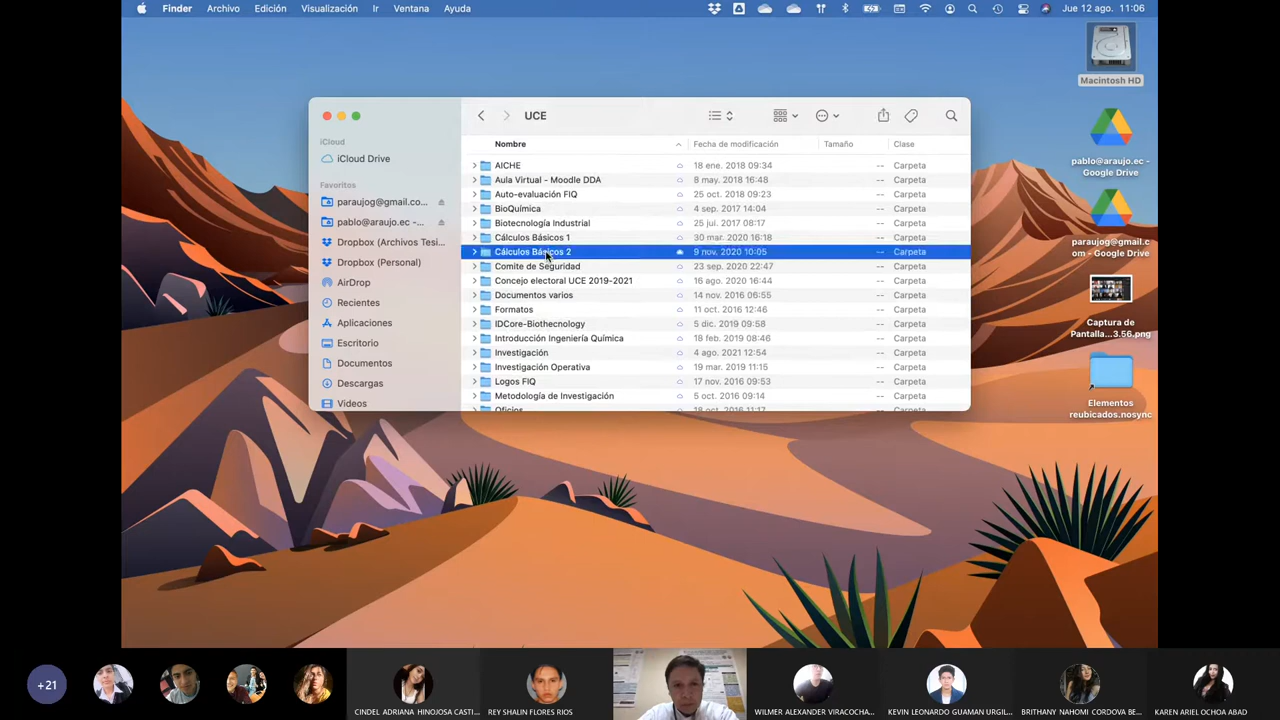 Finder Archivo Edición Visualización Ir Ventana Ayuda Jue 12 ago. 11:06
Macintosh HD
pablo@araujo.ec -
Google Drive
paraujog@gmail.c
om - Google Drive
Captura de
Pantalla...3.56.png
Elementos
reubicados.nosync
UCE
iCloud
iCloud Drive
Favoritos
paraujog@gmail.co...
pablo@araujo.ec -...
Dropbox (Archivos Tesi...
Dropbox (Personal)
AirDrop
Recientes
Aplicaciones
Escritorio
Documentos
Descargas
Videos
Nombre Fecha de modificación Tamaño Clase
AICHE 18 ene. 2018 09:34 -- Carpeta
Aula Virtual - Moodle DDA 8 may. 2018 16:48 -- Carpeta
Auto-evaluación FIQ 25 oct. 2018 09:23 -- Carpeta
BioQuímica 4 sep. 2017 14:04 -- Carpeta
Biotecnología Industrial 25 jul. 2017 08:17 -- Carpeta
Cálculos Básicos 1 30 mar. 2020 16:18 -- Carpeta
Cálculos Básicos 2 9 nov. 2020 10:05 -- Carpeta
Comite de Seguridad 23 sep. 2020 22:47 -- Carpeta
Concejo electoral UCE 2019-2021 16 ago. 2020 16:44 -- Carpeta
Documentos varios 14 nov. 2016 06:55 -- Carpeta
Formatos 11 oct. 2016 12:46 -- Carpeta
IDCore-Biothecnology 5 dic. 2019 09:58 -- Carpeta
Introducción Ingeniería Química 18 feb. 2019 08:46 -- Carpeta
Investigación 4 ago. 2021 12:54 -- Carpeta
Investigación Operativa 19 mar. 2019 11:15 -- Carpeta
Logos FIQ 17 nov. 2016 09:53 -- Carpeta
Metodología de Investigación 5 oct. 2016 09:14 -- Carpeta
Oficios 18 oct. 2016 11:17 -- Carpeta
+21
CINDEL ADRIANA HINOJOSA CASTI... REY SHALIN FLORES RIOS WILMER ALEXANDER VIRACOCHA... KEVIN LEONARDO GUAMAN URGIL... BRITHANY NAHOMI CORDOVA BE... KAREN ARIEL OCHOA ABAD